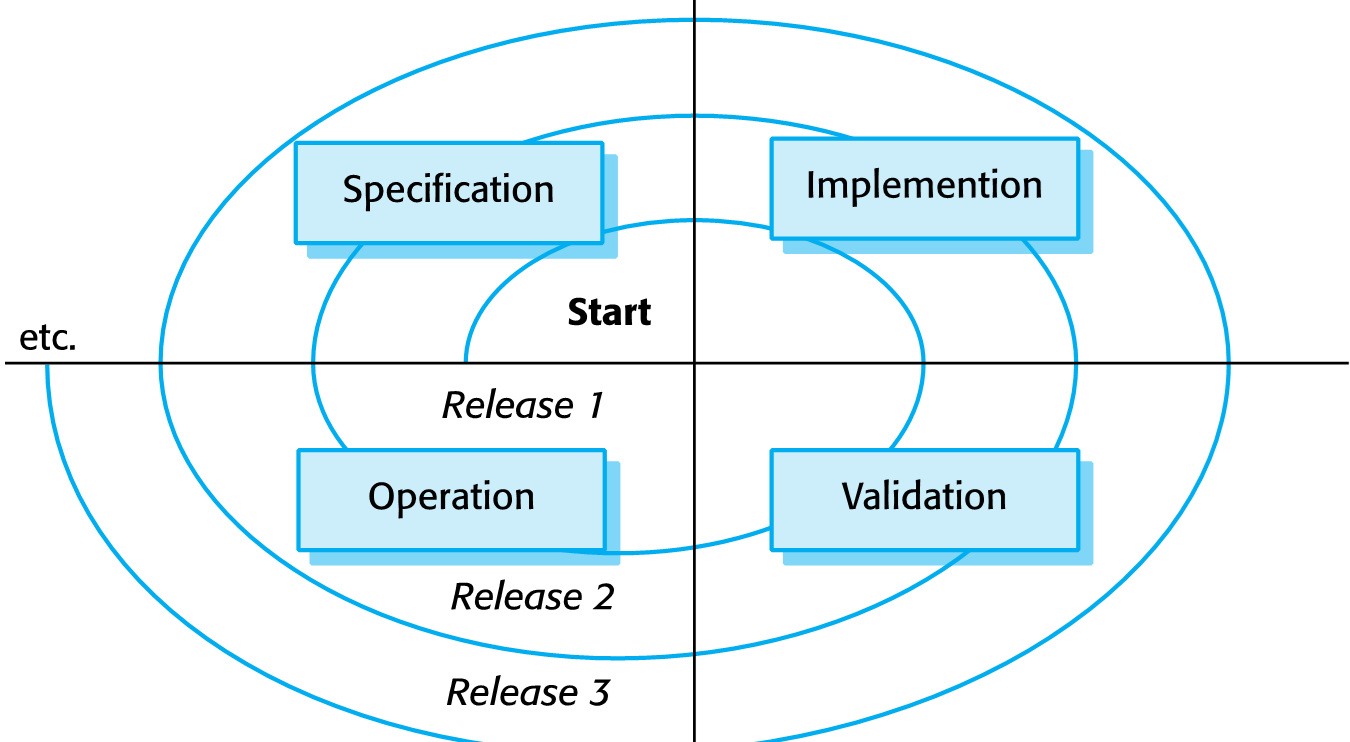 Specification
Implemention
Start
etc.
Release 1
Operation
Validation
Release 2
Release 3